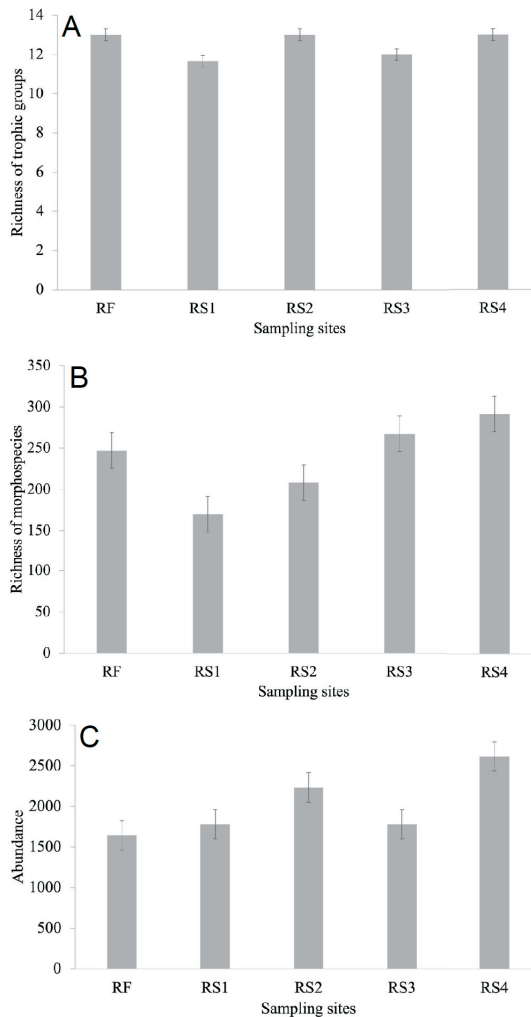 A
Richness of trophic groups
14
12
10
8
6
4
2
0
RF RS1 RS2 RS3 RS4
Sampling sites
B
Richness of morphospecies
350
300
250
200
150
100
50
0
RF RS1 RS2 RS3 RS4
Sampling sites
C
Abundance
3000
2500
2000
1500
1000
500
0
RF RS1 RS2 RS3 RS4
Sampling sites